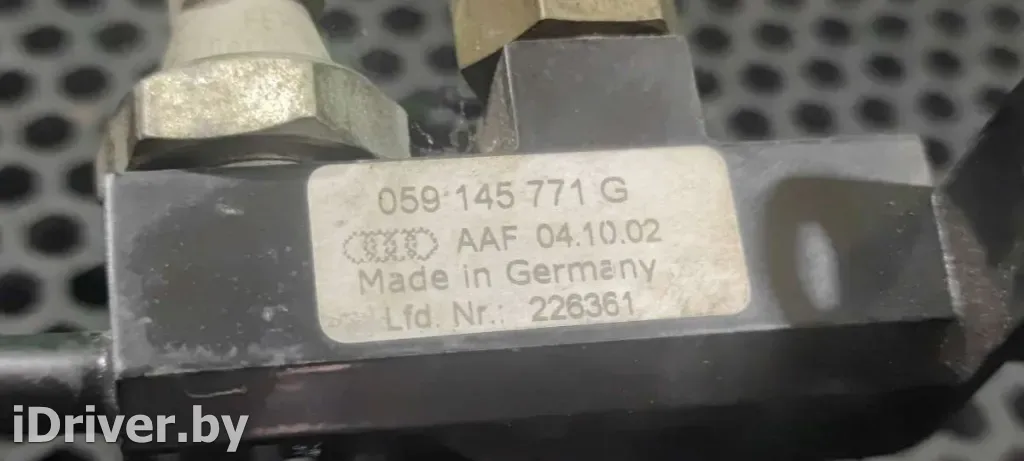 059 145 771 G
AAF 04.10.02
Made in Germany
Lfd. Nr.: 226361
iDriver.by